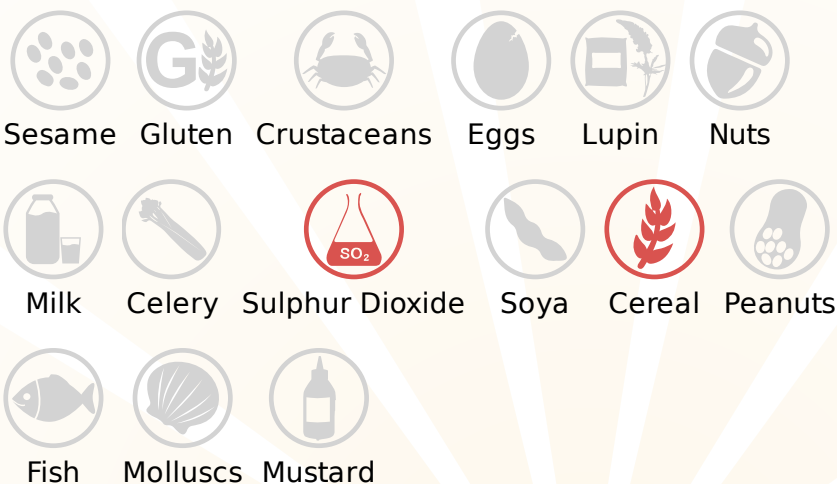 G
Sesame Gluten Crustaceans Eggs Lupin Nuts
SO₂
Milk Celery Sulphur Dioxide Soya Cereal Peanuts
Fish Molluscs Mustard